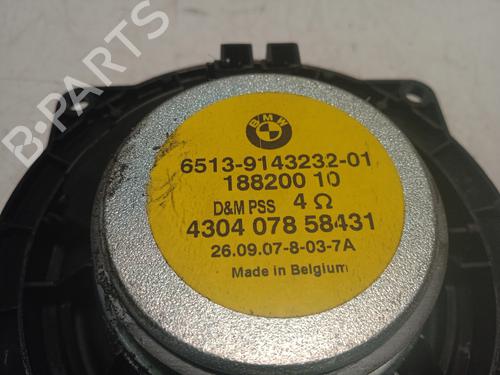 B-PARTS
BMW
6513-9143232-01
188200 10
D&M PSS 4 Ω
4304 078 58431
26.09.07-8-03-7A
Made in Belgium